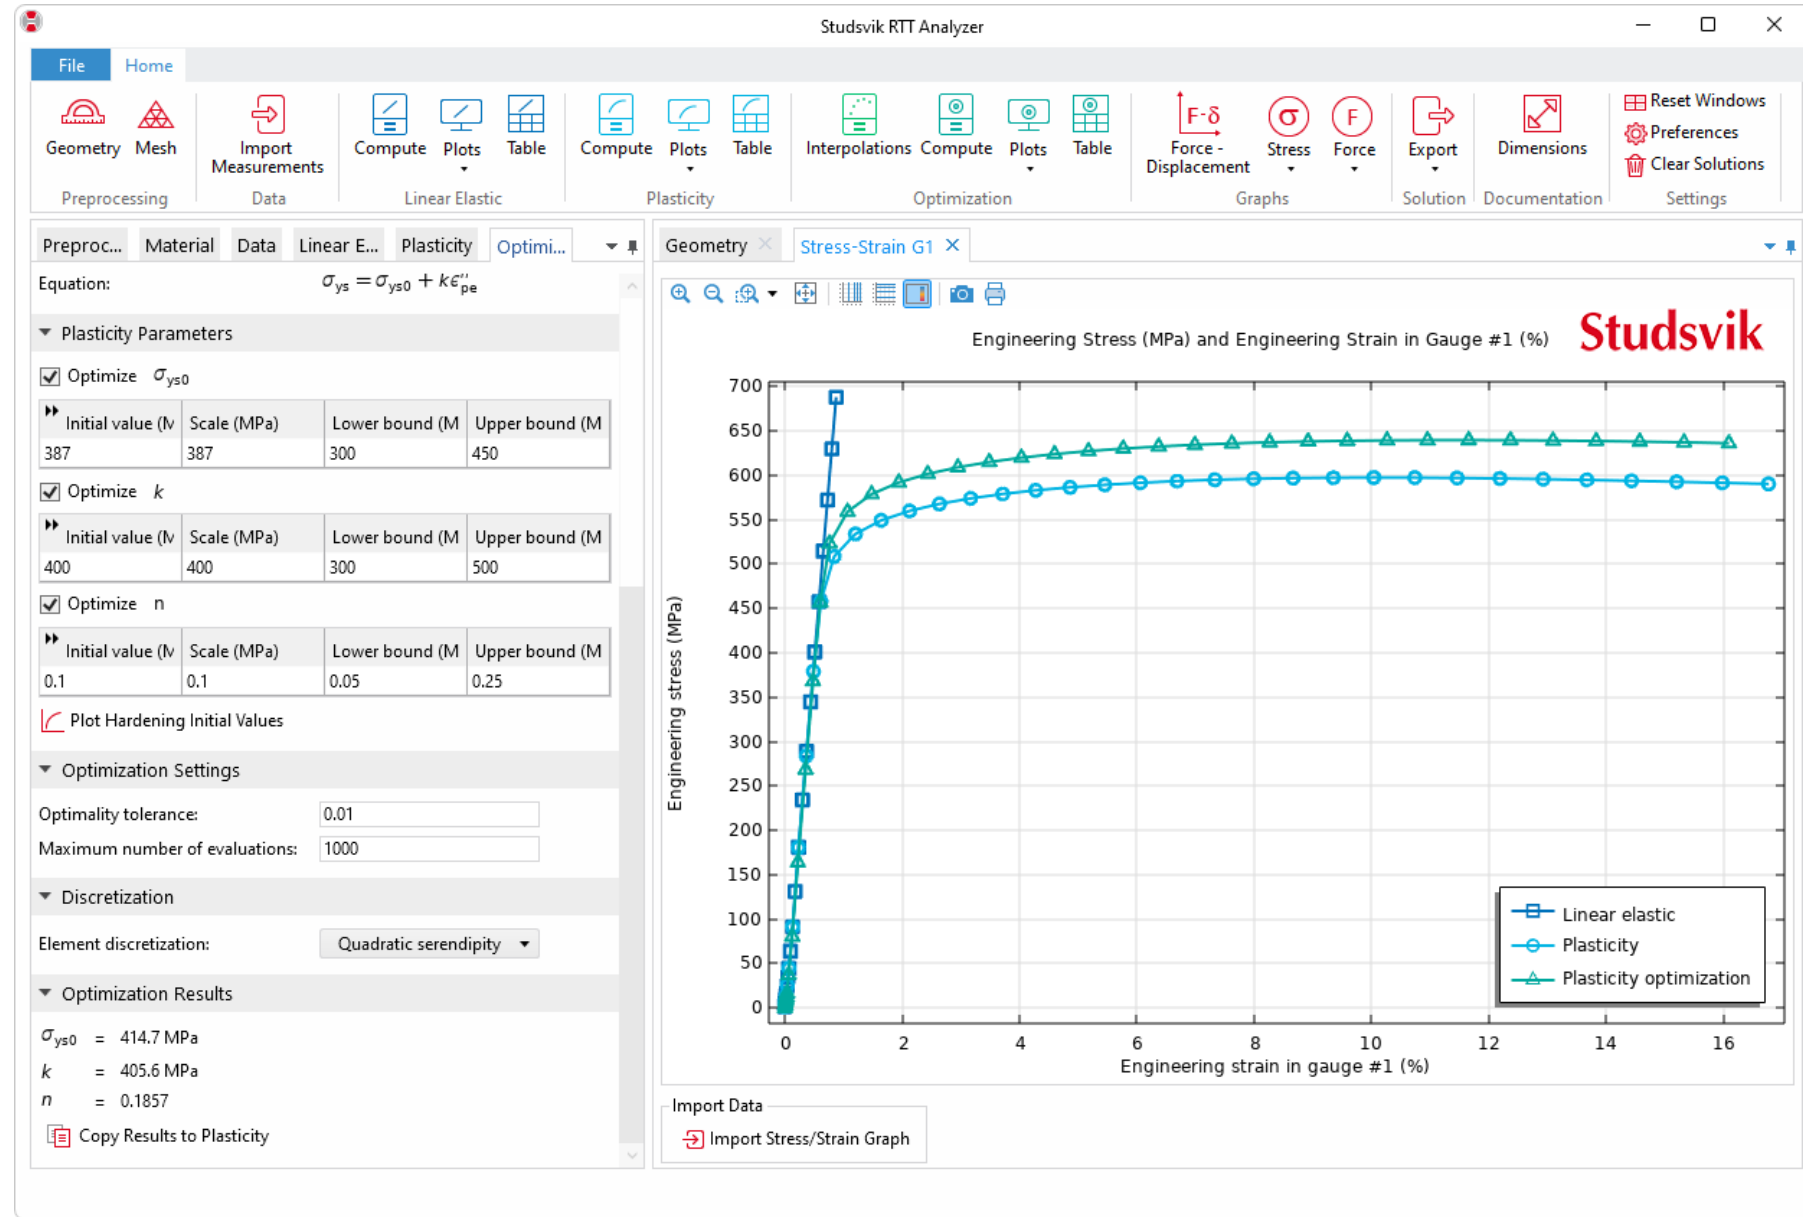 Studsvik RTT Analyzer
File Home
Geometry Mesh Import Measurements Compute Plots Table Compute Plots Table Interpolations Compute Plots Table F-δ Force - Displacement σ Stress F Force Export Dimensions Reset Windows
Preferences
Clear Solutions
Preprocessing Data Linear Elastic Plasticity Optimization Graphs Solution Documentation Settings
Preproc... Material Data Linear E... Plasticity Optimi...
Equation: σys = σys0 + kϵⁿpe
Plasticity Parameters
Optimize σys0
Initial value (M Scale (MPa) Lower bound (M Upper bound (M
387 387 300 450
Optimize k
Initial value (M Scale (MPa) Lower bound (M Upper bound (M
400 400 300 500
Optimize n
Initial value (M Scale (MPa) Lower bound (M Upper bound (M
0.1 0.1 0.05 0.25
Plot Hardening Initial Values
Optimization Settings
Optimality tolerance: 0.01
Maximum number of evaluations: 1000
Discretization
Element discretization: Quadratic serendipity
Optimization Results
σys0 = 414.7 MPa
k = 405.6 MPa
n = 0.1857
Copy Results to Plasticity
Geometry Stress-Strain G1
Engineering Stress (MPa) and Engineering Strain in Gauge #1 (%)
Studsvik
Engineering stress (MPa)
700
650
600
550
500
450
400
350
300
250
200
150
100
50
0
Linear elastic
Plasticity
Plasticity optimization
0 2 4 6 8 10 12 14 16
Engineering strain in gauge #1 (%)
Import Data
Import Stress/Strain Graph